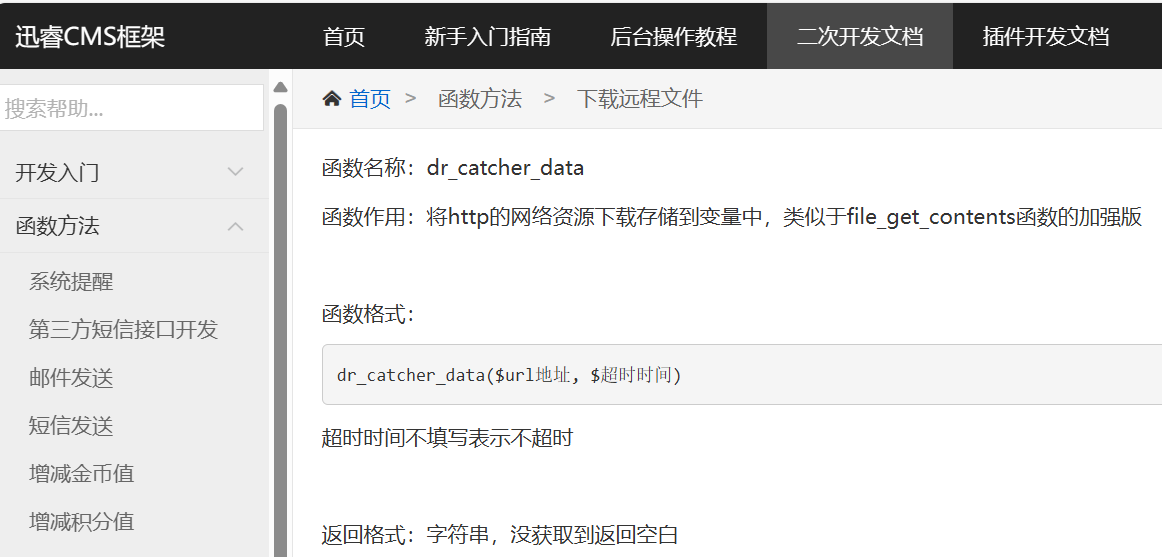 迅睿CMS框架 首页 新手入门指南 后台操作教程 二次开发文档 插件开发文档
搜索帮助...
首页 > 函数方法 > 下载远程文件
开发入门
函数方法
系统提醒
第三方短信接口开发
邮件发送
短信发送
增减金币值
增减积分值
函数名称：dr_catcher_data
函数作用：将http的网络资源下载存储到变量中，类似于file_get_contents函数的加强版
函数格式：
dr_catcher_data($url地址, $超时时间)
超时时间不填写表示不超时
返回格式：字符串，没获取到返回空白